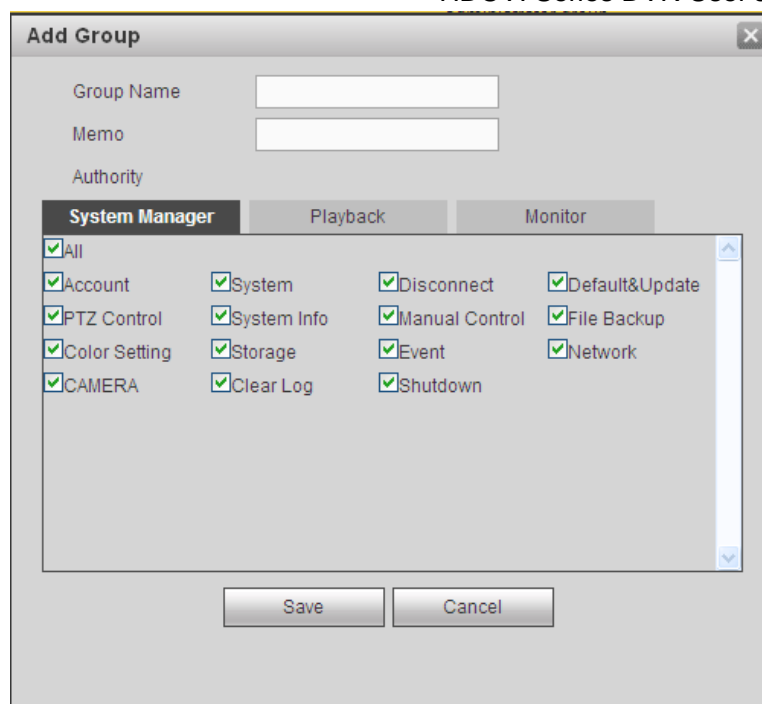 Add Group
Group Name
Memo
Authority
System Manager Playback Monitor
All
Account System Disconnect Default&Update
PTZ Control System Info Manual Control File Backup
Color Setting Storage Event Network
CAMERA Clear Log Shutdown
Save Cancel